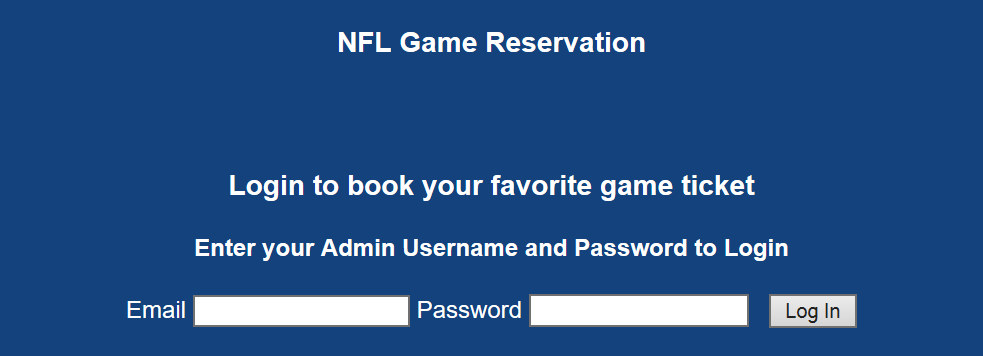 NFL Game Reservation
Login to book your favorite game ticket
Enter your Admin Username and Password to Login
Email Password Log In